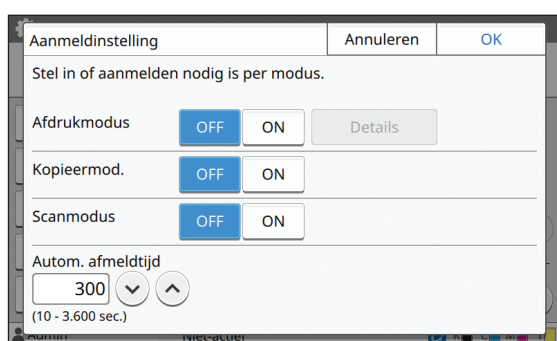 Aanmeldinstelling Annuleren OK
Stel in of aanmelden nodig is per modus.
Afdrukmodus OFF ON Details
Kopieermod. OFF ON
Scanmodus OFF ON
Autom. afmeldtijd
300
(10 - 3.600 sec.)
Admin Niet-actief K C M Y